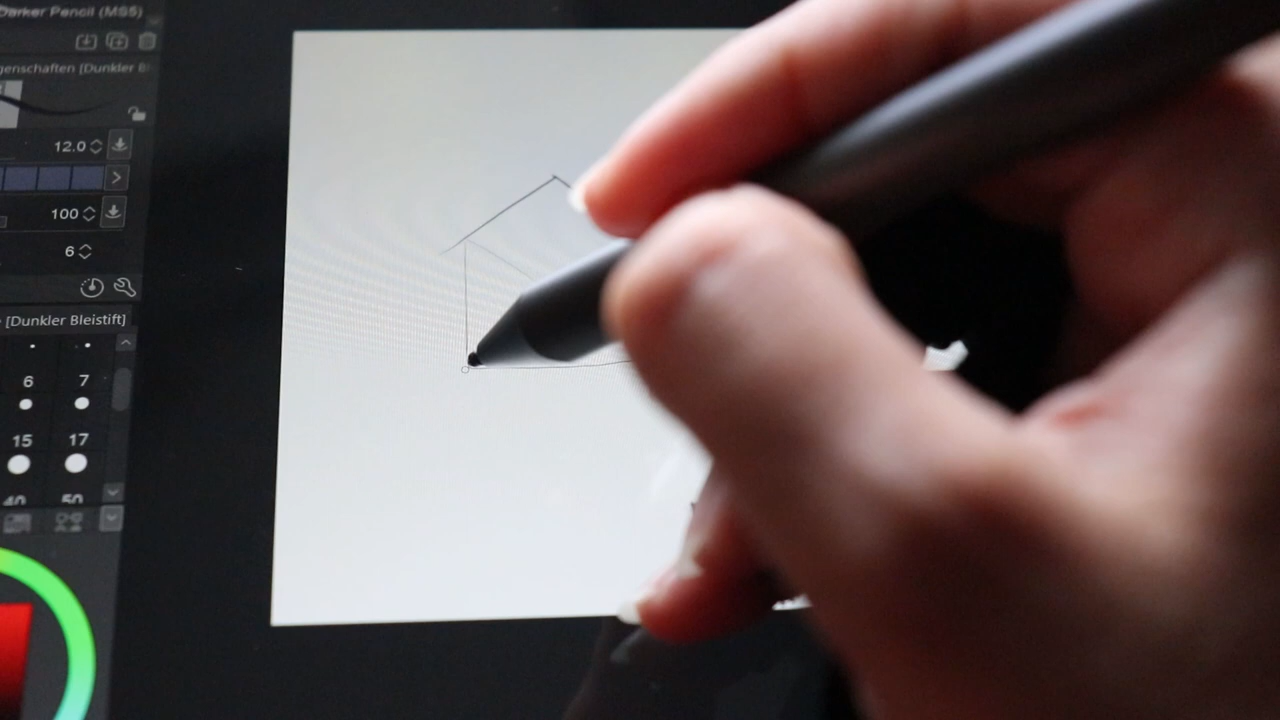 Darker Pencil (MS5)
genschaften [Dunkler B
12.0
100
6
[Dunkler Bleistift]
6 7
15 17
40 50